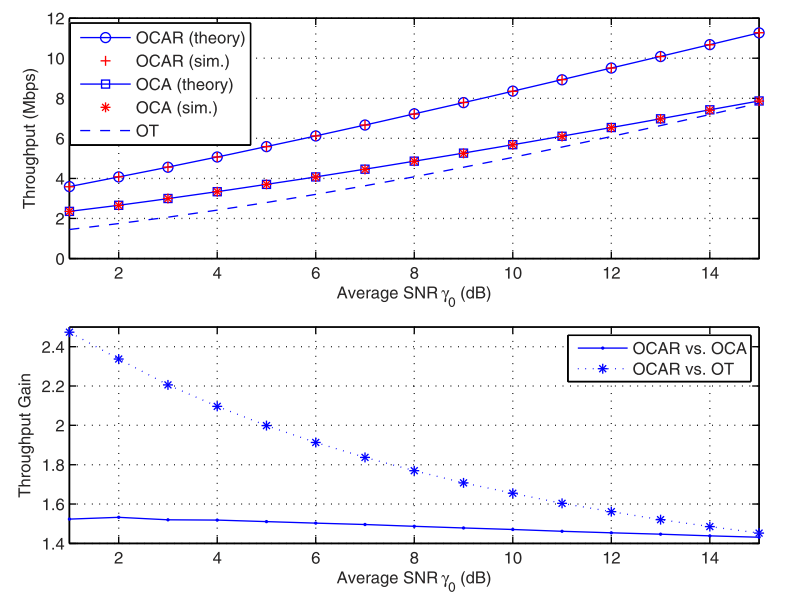 12
10
8
6
4
2
0
Throughput (Mbps)
OCAR (theory)
OCAR (sim.)
OCA (theory)
OCA (sim.)
OT
2 4 6 8 10 12 14
Average SNR γ0 (dB)
2.4
2.2
2
1.8
1.6
1.4
Throughput Gain
OCAR vs. OCA
OCAR vs. OT
2 4 6 8 10 12 14
Average SNR γ0 (dB)